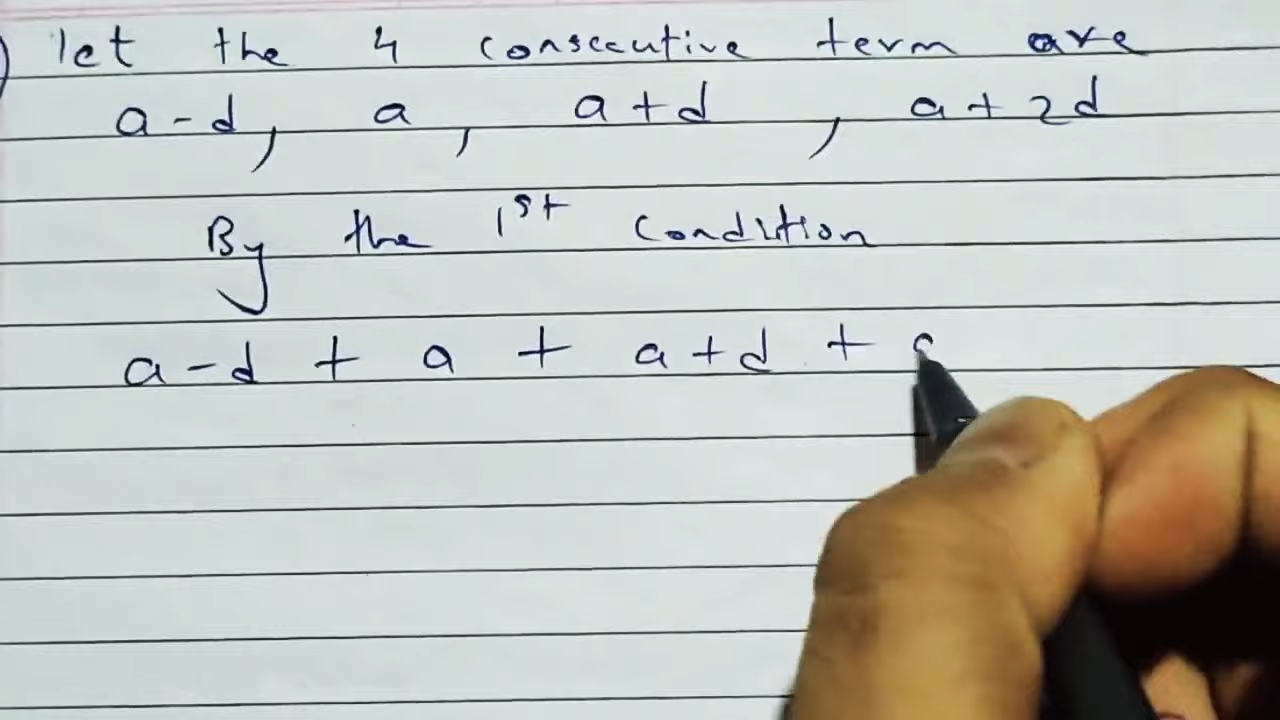 let the 4 consecutive term are
a-d, a, a+d, a+2d
By the 1st Condition
a-d + a + a+d +